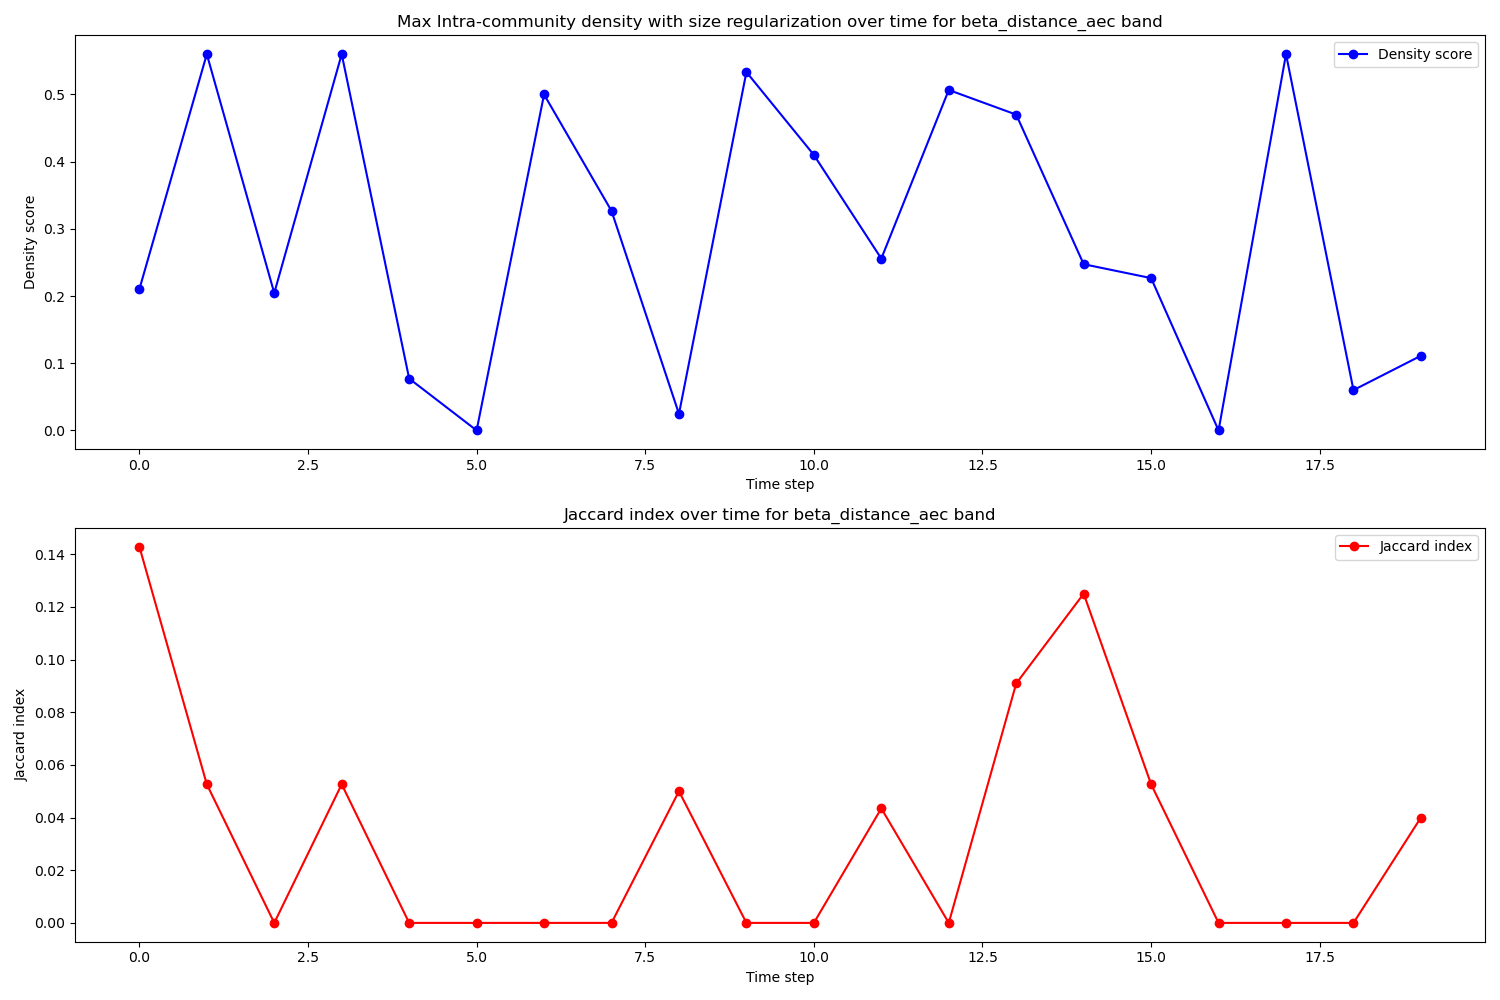 Max Intra-community density with size regularization over time for beta_distance_aec band
Density score
Density score
0.5
0.4
0.3
0.2
0.1
0.0
0.0 2.5 5.0 7.5 10.0 12.5 15.0 17.5
Time step
Jaccard index over time for beta_distance_aec band
Jaccard index
Jaccard index
0.14
0.12
0.10
0.08
0.06
0.04
0.02
0.00
0.0 2.5 5.0 7.5 10.0 12.5 15.0 17.5
Time step